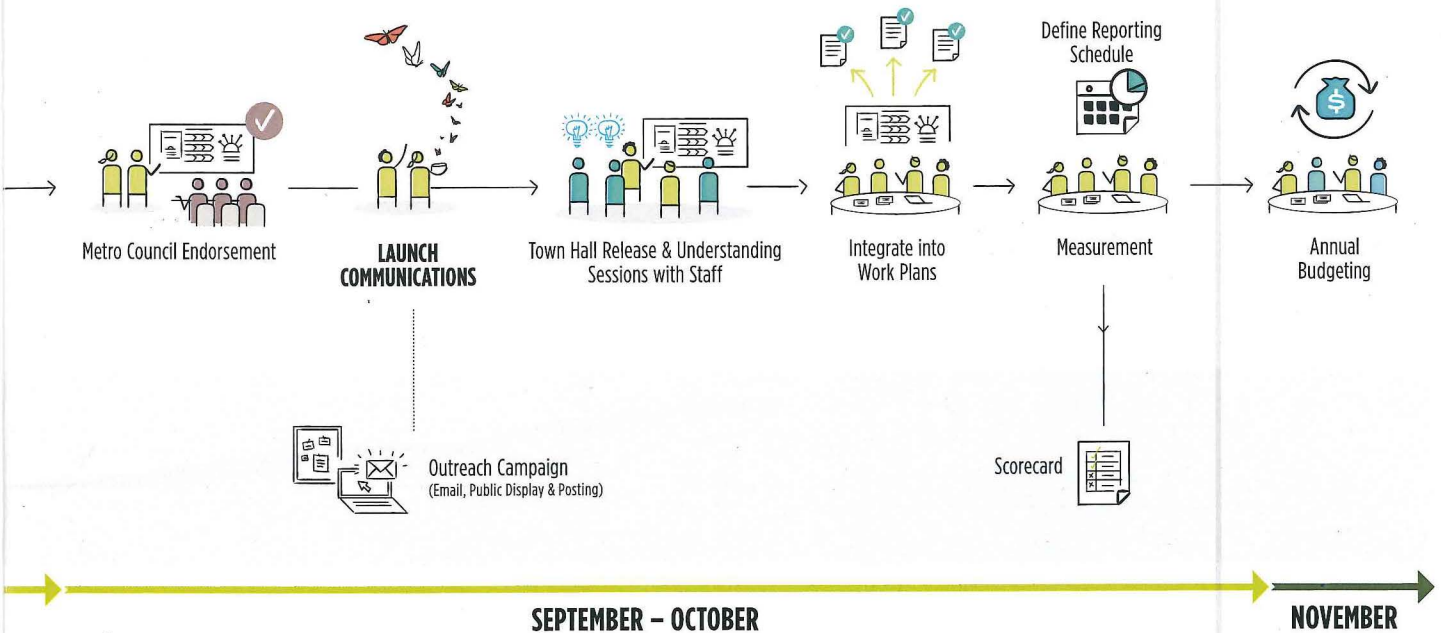 Define Reporting
Schedule
$
Metro Council Endorsement
LAUNCH
COMMUNICATIONS
Town Hall Release & Understanding
Sessions with Staff
Integrate into
Work Plans
Measurement
Annual
Budgeting
Outreach Campaign
(Email, Public Display & Posting)
Scorecard
SEPTEMBER – OCTOBER
NOVEMBER